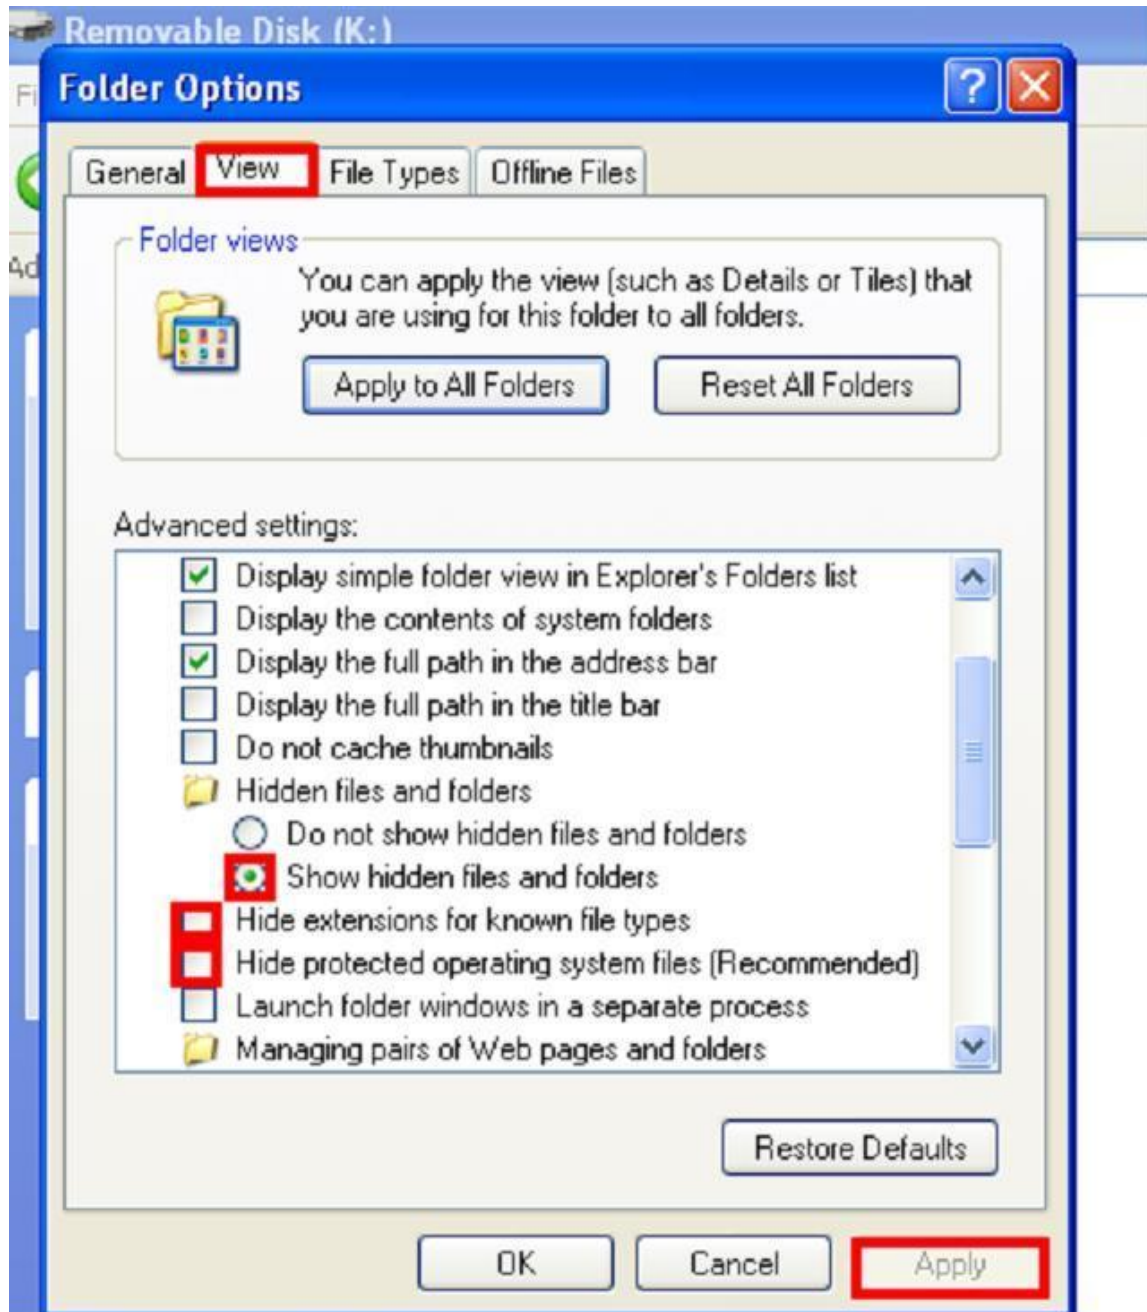 Removable Disk (K:)
Folder Options
General View File Types Offline Files
Folder views
You can apply the view (such as Details or Tiles) that
you are using for this folder to all folders.
Apply to All Folders Reset All Folders
Advanced settings:
Display simple folder view in Explorer's Folders list
Display the contents of system folders
Display the full path in the address bar
Display the full path in the title bar
Do not cache thumbnails
Hidden files and folders
Do not show hidden files and folders
Show hidden files and folders
Hide extensions for known file types
Hide protected operating system files (Recommended)
Launch folder windows in a separate process
Managing pairs of Web pages and folders
Restore Defaults
OK Cancel Apply